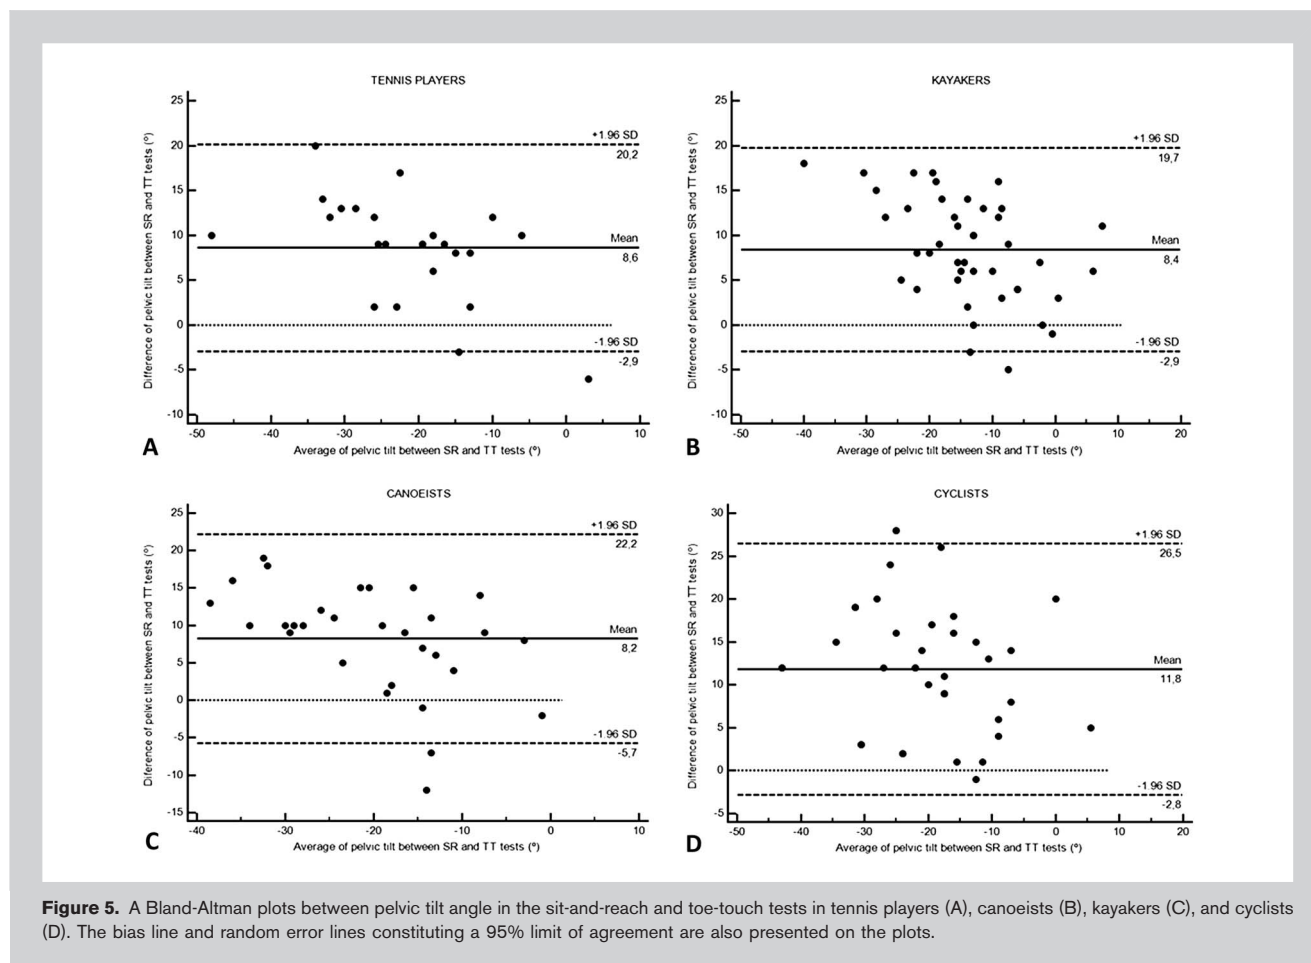 TENNIS PLAYERS
Difference of pelvic tilt between SR and TT tests (º)
25
20
15
10
5
0
-5
-10
+1.96 SD
20,2
Mean
8,6
-1.96 SD
-2,9
-50 -40 -30 -20 -10 0 10
A
Average of pelvic tilt between SR and TT tests (º)
KAYAKERS
Difference of pelvic tilt between SR and TT tests (º)
25
20
15
10
5
0
-5
-10
+1.96 SD
19,7
Mean
8,4
-1.96 SD
-2,9
-50 -40 -30 -20 -10 0 10 20
B
Average of pelvic tilt between SR and TT tests (º)
CANOEISTS
Diference of pelvic tilt between SR and TT tests (º)
25
20
15
10
5
0
-5
-10
-15
+1.96 SD
22,2
Mean
8,2
-1.96 SD
-5,7
-40 -30 -20 -10 0 10
C
Average of pelvic tilt between SR and TT tests (º)
CYCLISTS
Difference of pelvic tilt between SR and TT tests (º)
30
25
20
15
10
5
0
-5
+1.96 SD
26,5
Mean
11,8
-1.96 SD
-2,8
-50 -40 -30 -20 -10 0 10 20
D
Average of pelvic tilt between SR and TT tests (º)
Figure 5. A Bland-Altman plots between pelvic tilt angle in the sit-and-reach and toe-touch tests in tennis players (A), canoeists (B), kayakers (C), and cyclists
(D). The bias line and random error lines constituting a 95% limit of agreement are also presented on the plots.